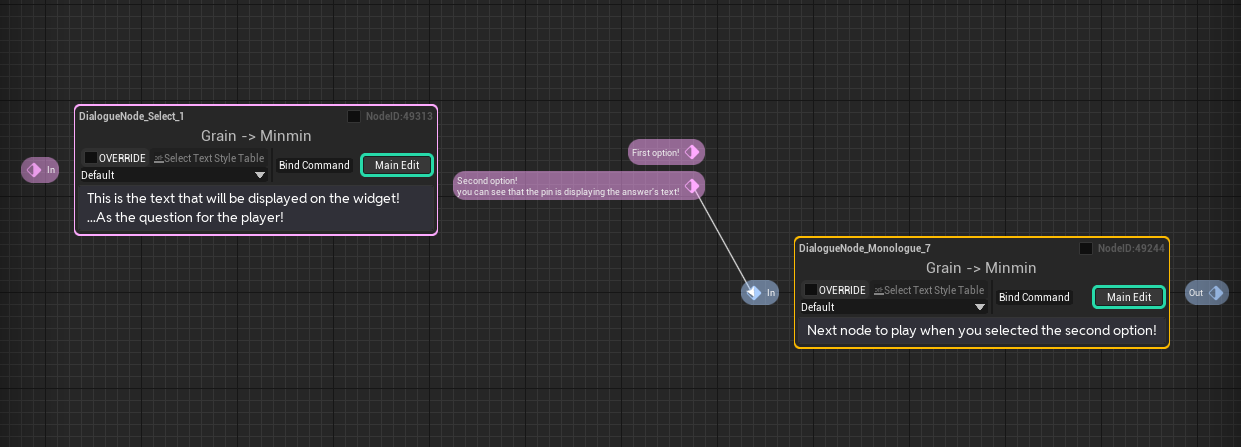 DialogueNode_Select_1
NodeID:49313
Grain -> Minmin
OVERRIDE
Select Text Style Table
Default
Bind Command
Main Edit
In
This is the text that will be displayed on the widget!
...As the question for the player!
First option!
Second option!
you can see that the pin is displaying the answer's text!
In
DialogueNode_Monologue_7
NodeID:49244
Grain -> Minmin
OVERRIDE
Select Text Style Table
Default
Bind Command
Main Edit
Next node to play when you selected the second option!
Out